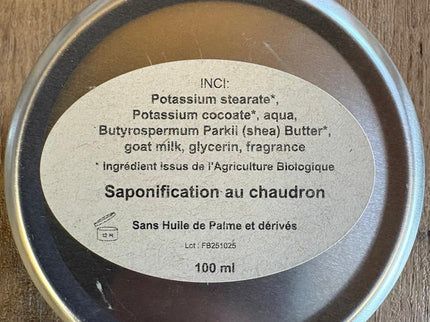 INCI:
Potassium stearate*,
Potassium cocoate*, aqua,
Butyrospermum Parkii (shea) Butter*,
goat milk, glycerin, fragrance
* Ingrédient issus de l'Agriculture Biologique
Saponification au chaudron
Sans Huile de Palme et dérivés
12 M
Lot : FB251025
100 ml